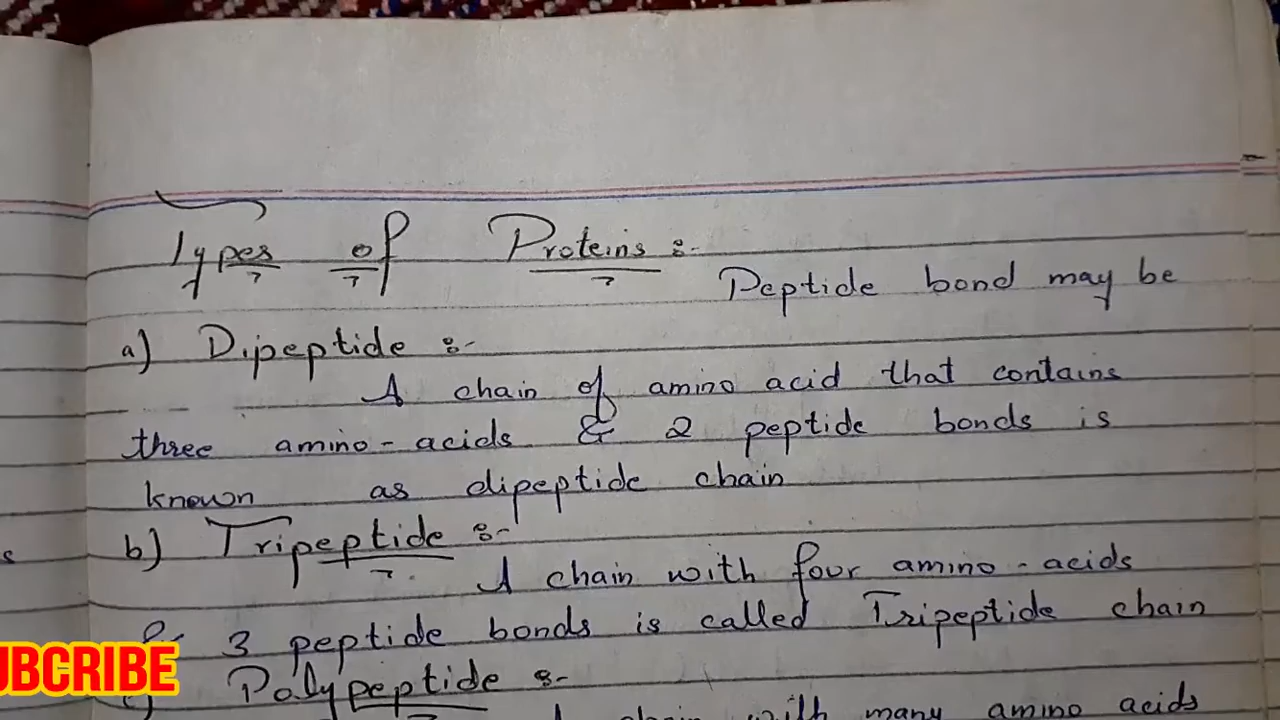 Types of Proteins :-
Peptide bond may be
a) Dipeptide :-
A chain of amino acid that contains
three amino-acids & 2 peptide bonds is
known as dipeptide chain
b) Tripeptide :-
A chain with four amino-acids
& 3 peptide bonds is called Tripeptide chain
c) Polypeptide :-
A chain with many amino acids
s
UBCRIBE